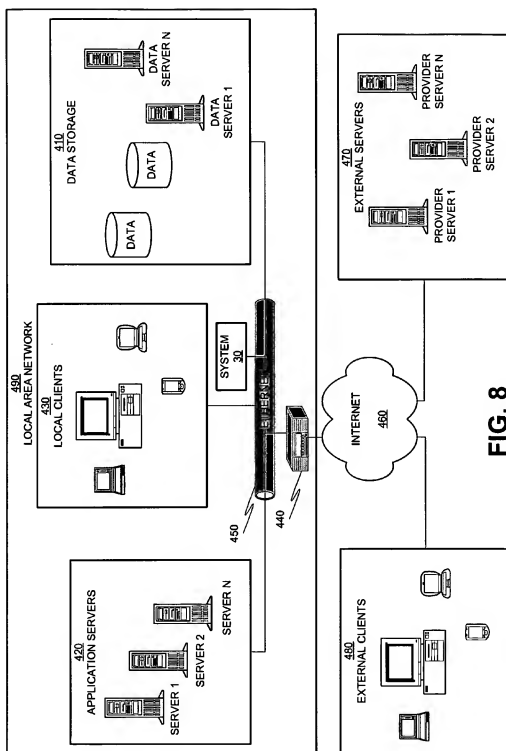 490
LOCAL AREA NETWORK
420
APPLICATION SERVERS
SERVER 1
SERVER 2
SERVER N
430
LOCAL CLIENTS
410
DATA STORAGE
DATA
DATA
DATA
SERVER 1
DATA
SERVER N
SYSTEM
30
ETHERNET
450
440
INTERNET
460
480
EXTERNAL CLIENTS
470
EXTERNAL SERVERS
PROVIDER
SERVER 1
PROVIDER
SERVER 2
PROVIDER
SERVER N
FIG. 8